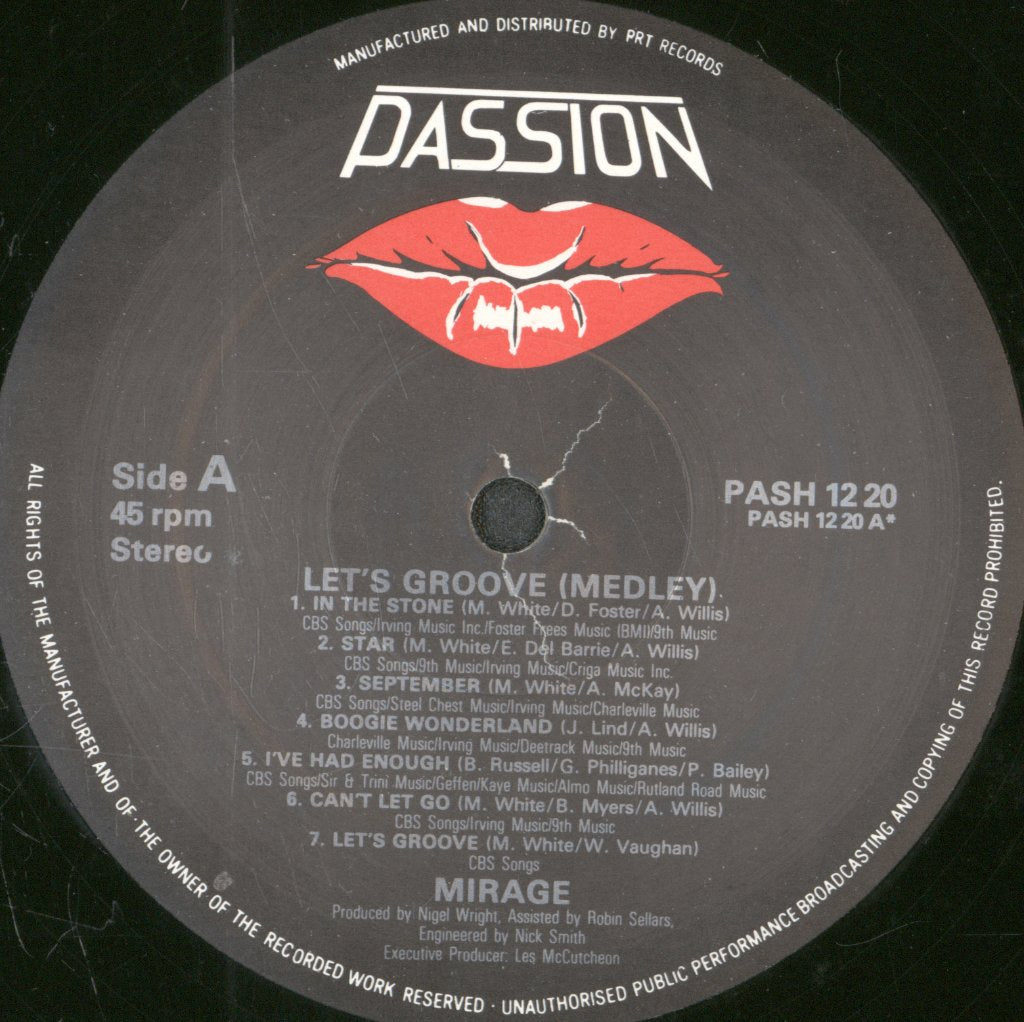 MANUFACTURED AND DISTRIBUTED BY PRT RECORDS
PASSION
Side A
45 rpm
Stereo
PASH 12 20
PASH 12 20 A*
LET'S GROOVE (MEDLEY)
1. IN THE STONE (M. White/D. Foster/A. Willis)
CBS Songs/Irving Music Inc./Foster Frees Music (BMI)/9th Music
2. STAR (M. White/E. Del Barrie/A. Willis)
CBS Songs/9th Music/Irving Music/Criga Music Inc.
3. SEPTEMBER (M. White/A. McKay)
CBS Songs/Steel Chest Music/Irving Music/Charleville Music
4. BOOGIE WONDERLAND (J. Lind/A. Willis)
Charleville Music/Irving Music/Deetrack Music/9th Music
5. I'VE HAD ENOUGH (B. Russell/G. Philliganes/P. Bailey)
CBS Songs/Sir & Trini Music/Geffen/Kaye Music/Almo Music/Rutland Road Music
6. CAN'T LET GO (M. White/B. Myers/A. Willis)
CBS Songs/Irving Music/9th Music
7. LET'S GROOVE (M. White/W. Vaughan)
CBS Songs
MIRAGE
Produced by Nigel Wright, Assisted by Robin Sellars,
Engineered by Nick Smith
Executive Producer: Les McCutcheon
ALL RIGHTS OF THE MANUFACTURER AND OF THE OWNER OF THE RECORDED WORK RESERVED · UNAUTHORISED PUBLIC PERFORMANCE BROADCASTING AND COPYING OF THIS RECORD PROHIBITED.